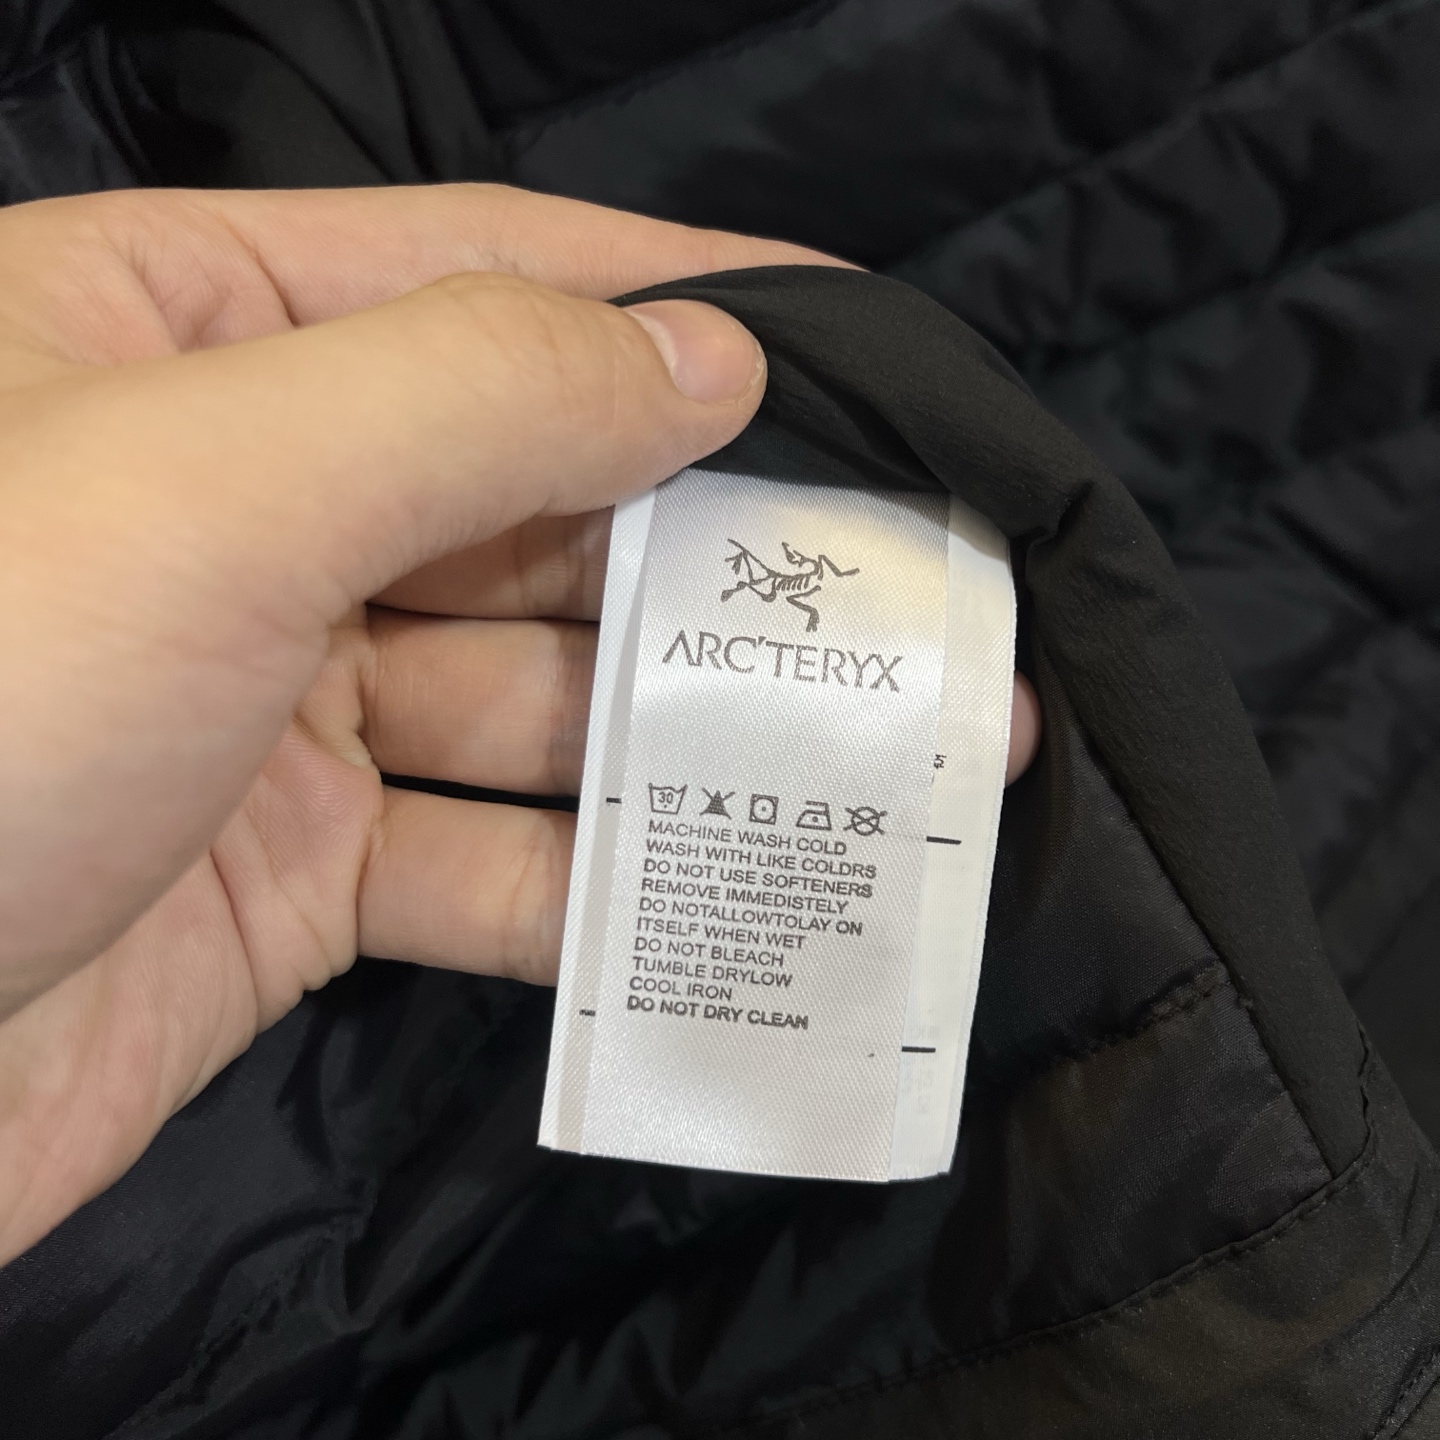 ARC'TERYX
30
MACHINE WASH COLD
WASH WITH LIKE COLDRS
DO NOT USE SOFTENERS
REMOVE IMMEDISTELY
DO NOTALLOWTOLAY ON
ITSELF WHEN WET
DO NOT BLEACH
TUMBLE DRYLOW
COOL IRON
DO NOT DRY CLEAN